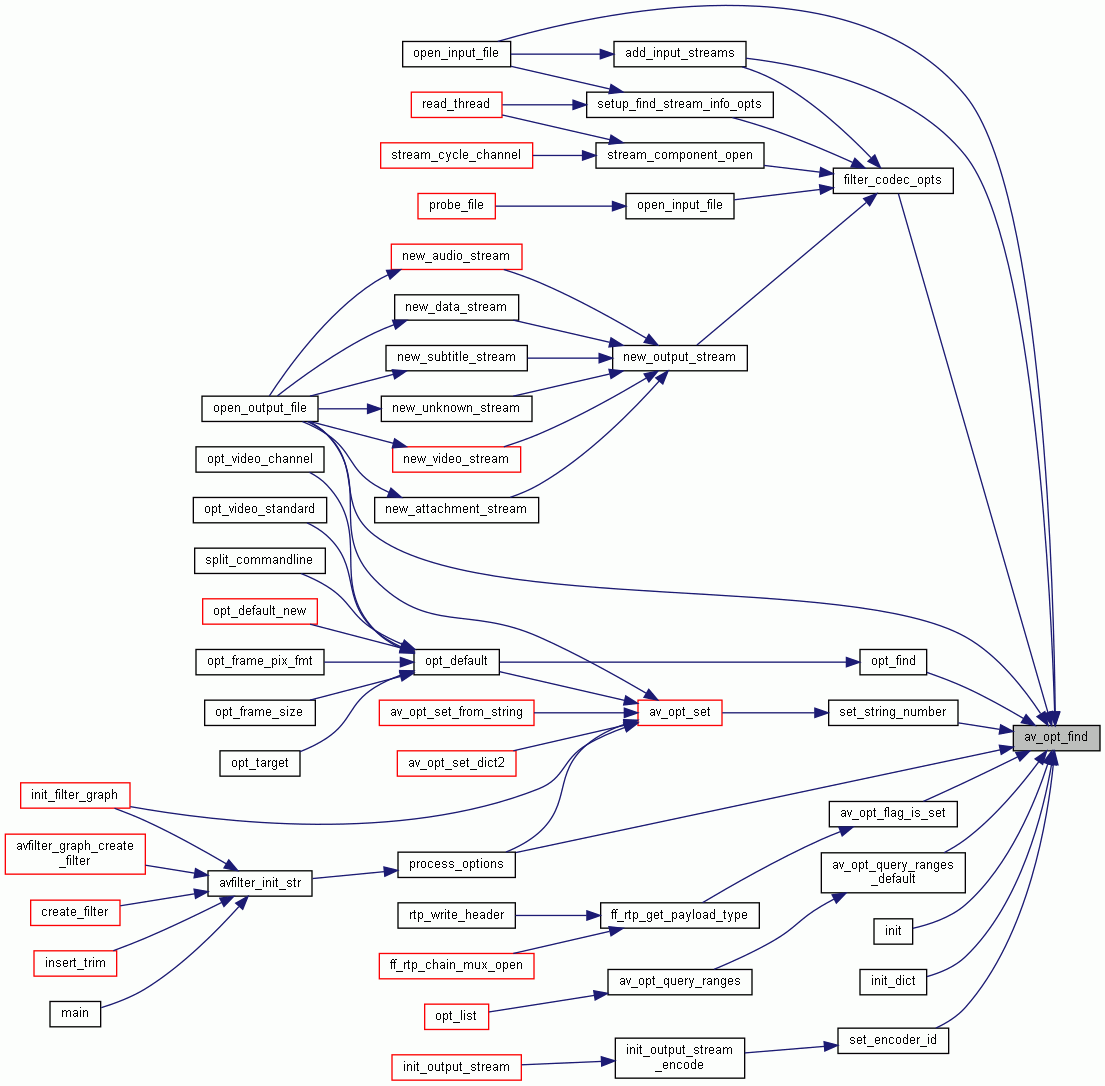 open_input_file
add_input_streams
read_thread
setup_find_stream_info_opts
stream_cycle_channel
stream_component_open
filter_codec_opts
probe_file
open_input_file
new_audio_stream
new_data_stream
new_subtitle_stream
new_output_stream
open_output_file
new_unknown_stream
opt_video_channel
new_video_stream
opt_video_standard
new_attachment_stream
split_commandline
opt_default_new
opt_frame_pix_fmt
opt_default
opt_find
opt_frame_size
av_opt_set_from_string
av_opt_set
set_string_number
av_opt_find
opt_target
av_opt_set_dict2
init_filter_graph
av_opt_flag_is_set
avfilter_graph_create
_filter
process_options
av_opt_query_ranges
_default
avfilter_init_str
create_filter
rtp_write_header
ff_rtp_get_payload_type
init
insert_trim
ff_rtp_chain_mux_open
av_opt_query_ranges
init_dict
main
opt_list
set_encoder_id
init_output_stream
init_output_stream
_encode